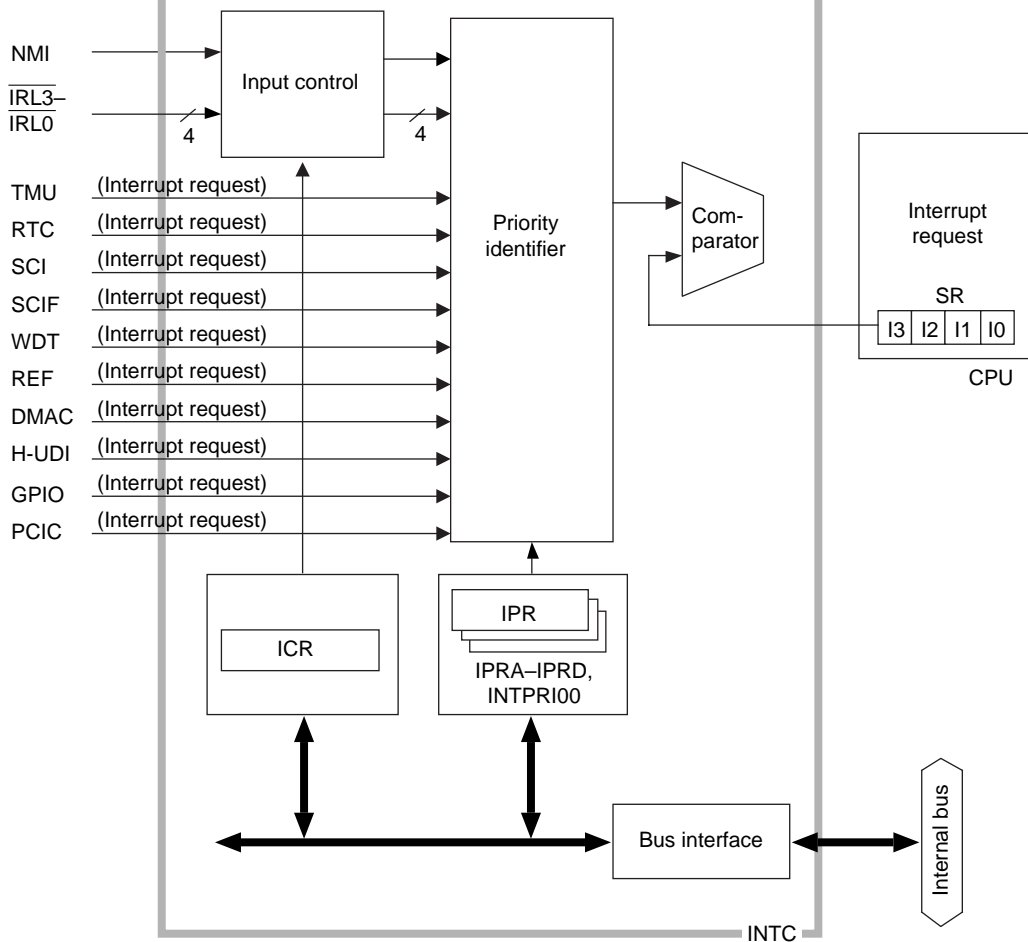 NMI
IRL3–
IRL0
4
Input control
4
TMU (Interrupt request)
RTC (Interrupt request)
SCI (Interrupt request)
SCIF (Interrupt request)
WDT (Interrupt request)
REF (Interrupt request)
DMAC (Interrupt request)
H-UDI (Interrupt request)
GPIO (Interrupt request)
PCIC (Interrupt request)
Priority
identifier
Com-
parator
Interrupt
request
SR
I3 I2 I1 I0
CPU
ICR
IPR
IPRA–IPRD,
INTPRI00
Bus interface
Internal bus
INTC